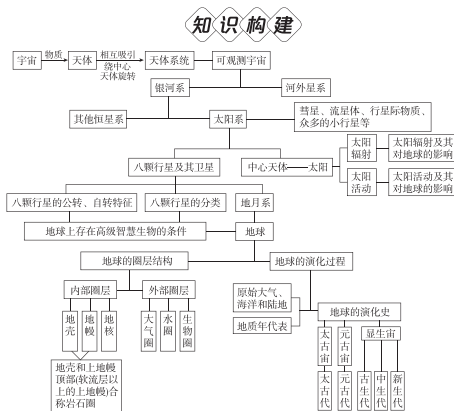 知识构建
宇宙
物质
天体
相互吸引
绕中心
天体旋转
天体系统
可观测宇宙
银河系
河外星系
其他恒星系
太阳系
彗星、流星体、行星际物质、
众多的小行星等
八颗行星及其卫星
中心天体
太阳
太阳
辐射
太阳辐射及其
对地球的影响
太阳
活动
太阳活动及其
对地球的影响
八颗行星的公转、自转特征
八颗行星的分类
地月系
地球上存在高级智慧生物的条件
地球
地球的圈层结构
地球的演化过程
内部圈层
外部圈层
地壳
地幔
地核
大气圈
水圈
生物圈
地壳和上地幔
顶部(软流层以
上的上地幔)合
称岩石圈
原始大气、
海洋和陆地
地质年代表
地球的演化史
太古宙
元古宙
显生宙
太古代
元古代
古生代
中生代
新生代